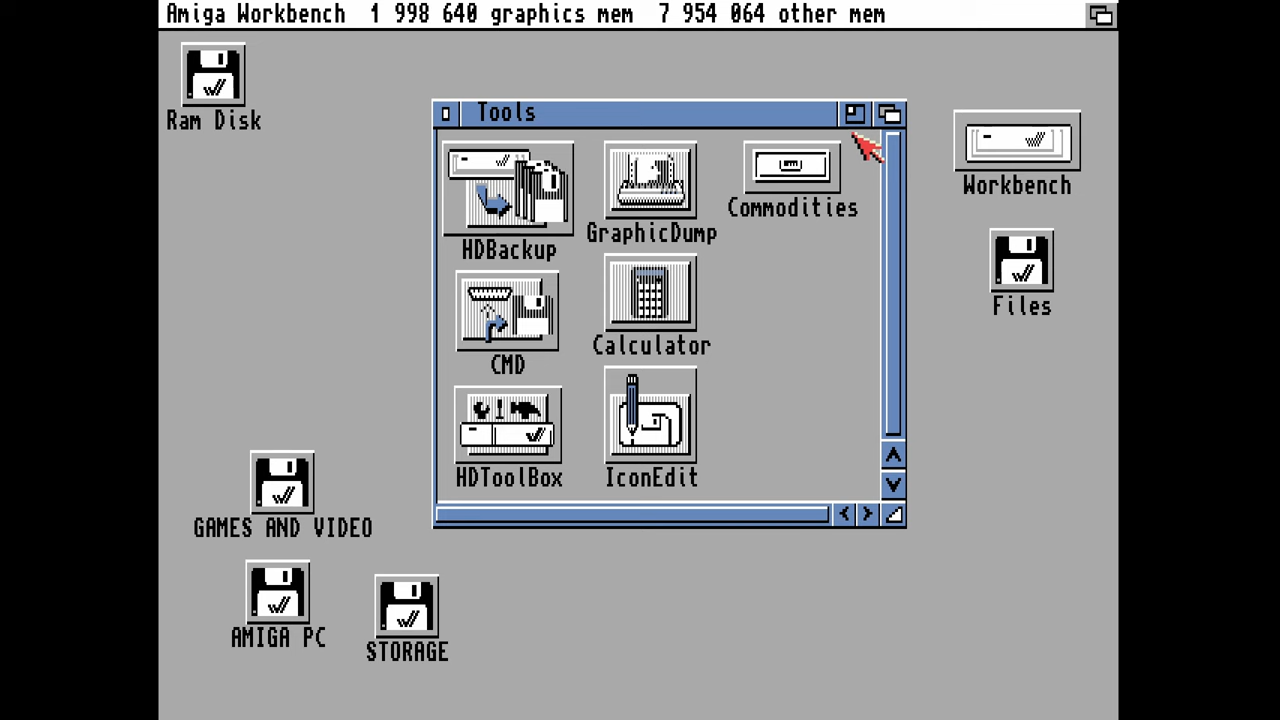 Amiga Workbench  1 998 640 graphics mem  7 954 064 other mem
Ram Disk
Tools
HDBackup
GraphicDump
Commodities
CMD
Calculator
HDToolBox
IconEdit
Workbench
Files
GAMES AND VIDEO
AMIGA PC
STORAGE